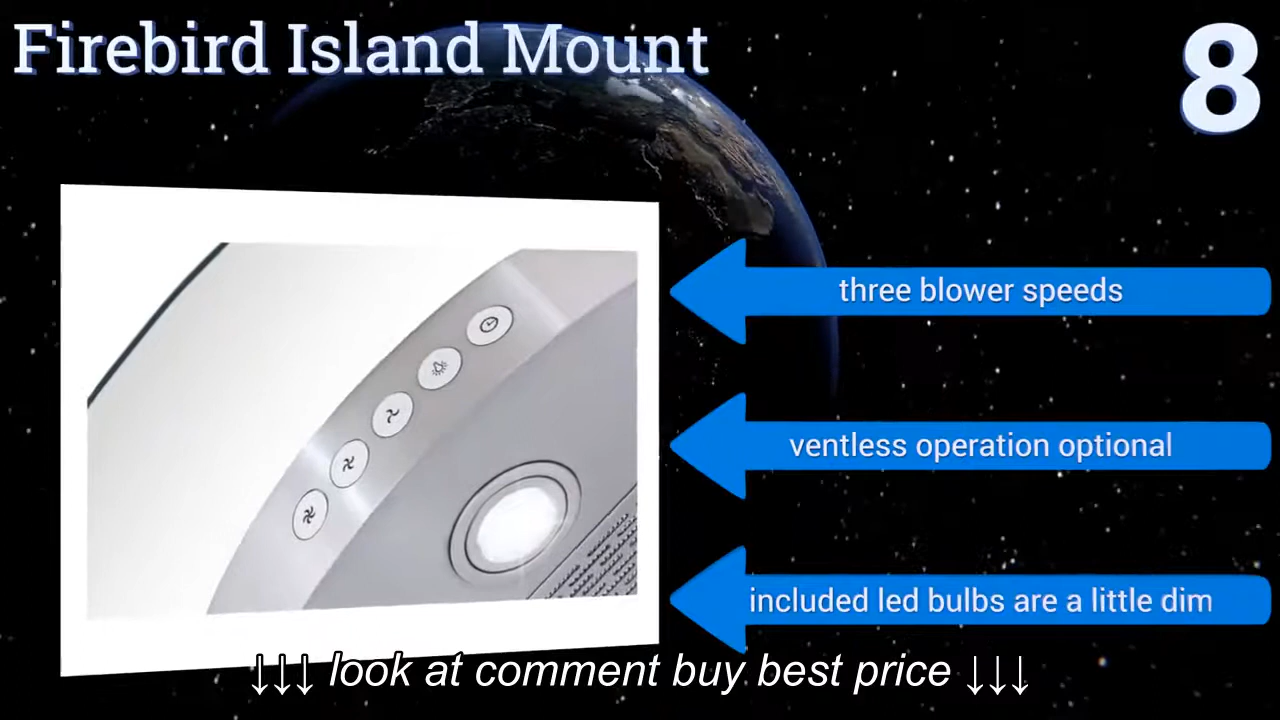 Firebird Island Mount
8
three blower speeds
ventless operation optional
included led bulbs are a little dim
↓↓↓ look at comment buy best price ↓↓↓